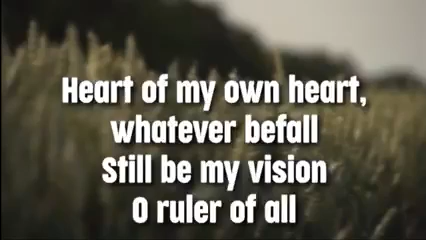 Heart of my own heart,
whatever befall
Still be my vision
O ruler of all